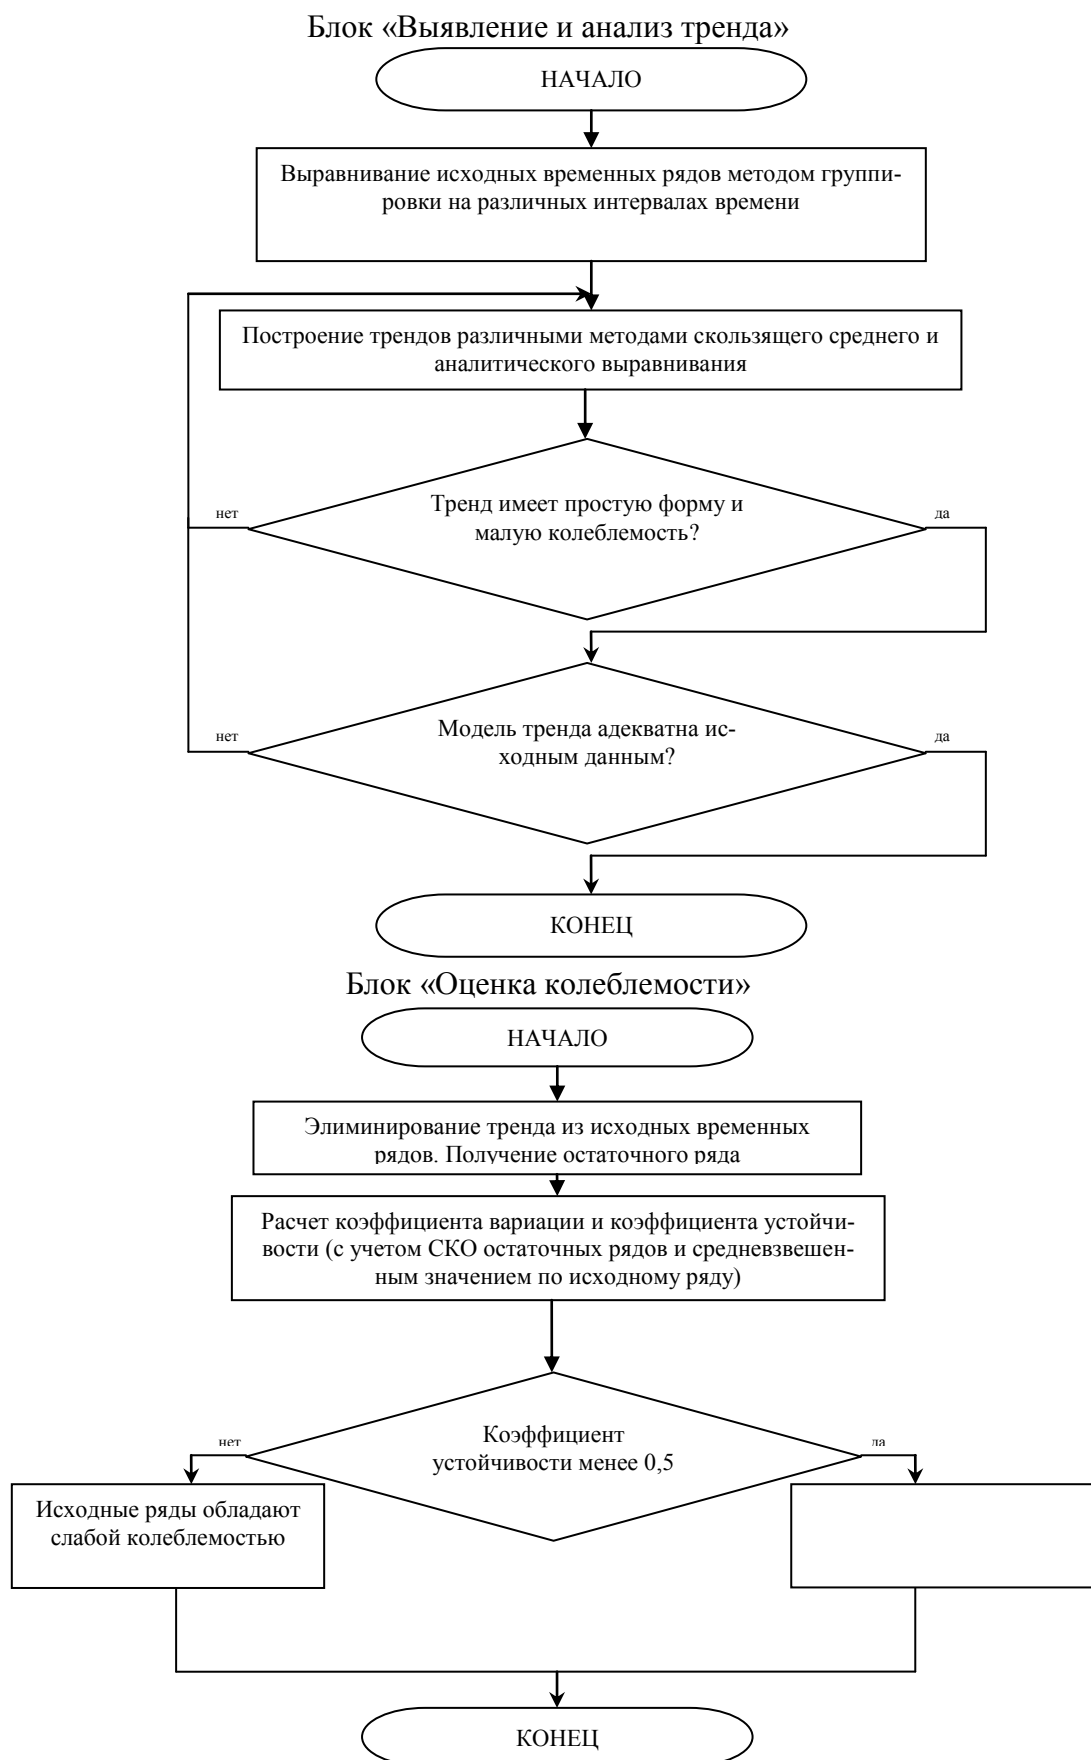 Блок «Выявление и анализ тренда»
НАЧАЛО
Выравнивание исходных временных рядов методом группи-
ровки на различных интервалах времени
Построение трендов различными методами скользящего среднего и
аналитического выравнивания
Тренд имеет простую форму и
малую колеблемость?
нет
да
Модель тренда адекватна ис-
ходным данным?
нет
да
КОНЕЦ
Блок «Оценка колеблемости»
НАЧАЛО
Элиминирование тренда из исходных временных
рядов. Получение остаточного ряда
Расчет коэффициента вариации и коэффициента устойчи-
вости (с учетом СКО остаточных рядов и средневзвешен-
ным значением по исходному ряду)
Коэффициент
устойчивости менее 0,5
нет
да
Исходные ряды обладают
слабой колеблемостью
КОНЕЦ